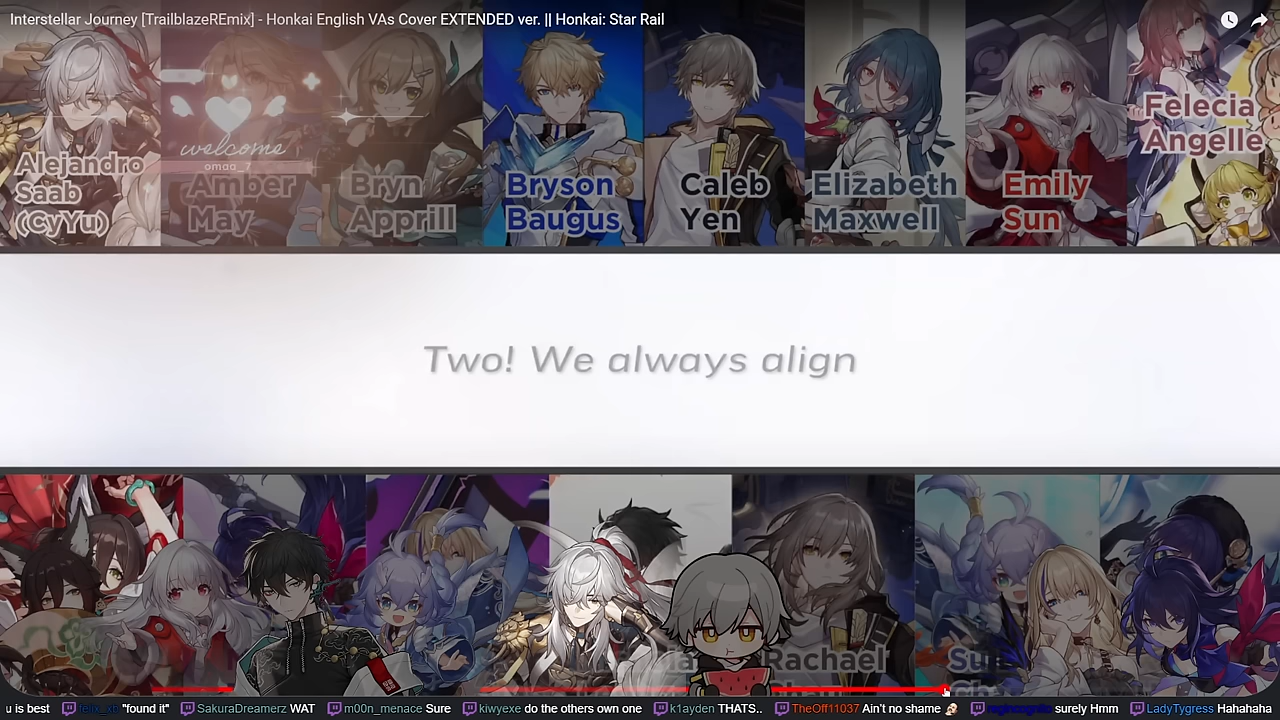 Interstellar Journey [TrailblazeREmix] - Honkai English VAs Cover EXTENDED ver. || Honkai: Star Rail
Alejandro
Saab
(CyYu)
welcome
omaa_7
Amber
May
Bryn
Apprill
Bryson
Baugus
Caleb
Yen
Elizabeth
Maxwell
Emily
Sun
Felecia
Angelle
Two! We always align
Rachael
u is best
"found it"
SakuraDreamerz WAT
m00n_menace Sure
kiwyexe do the others own one
k1ayden THATS..
TheOff11037 Ain't no shame
surely Hmm
LadyTygress Hahahaha